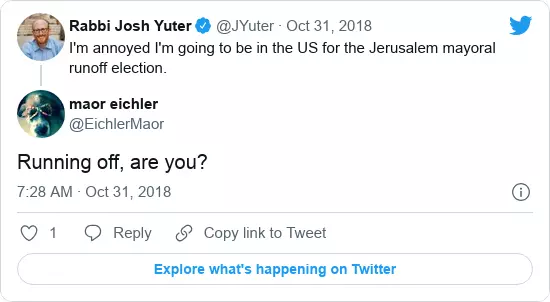 Rabbi Josh Yuter @JYuter · Oct 31, 2018
I'm annoyed I'm going to be in the US for the Jerusalem mayoral
runoff election.
maor eichler
@EichlerMaor
Running off, are you?
7:28 AM · Oct 31, 2018
1 Reply Copy link to Tweet
Explore what's happening on Twitter